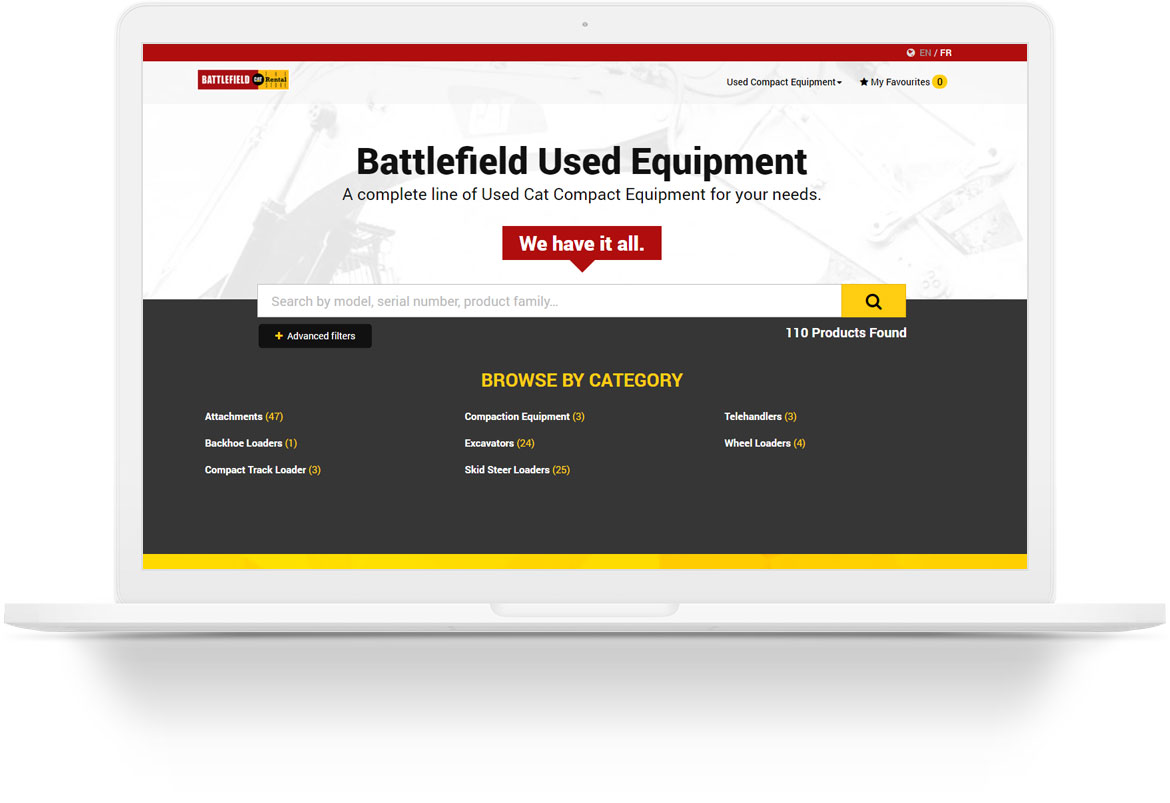 EN / FR
BATTLEFIELD CAT THE Rental STORE
Used Compact Equipment
My Favourites 0
Battlefield Used Equipment
A complete line of Used Cat Compact Equipment for your needs.
We have it all.
Search by model, serial number, product family...
+ Advanced filters
110 Products Found
BROWSE BY CATEGORY
Attachments (47)
Compaction Equipment (3)
Telehandlers (3)
Backhoe Loaders (1)
Excavators (24)
Wheel Loaders (4)
Compact Track Loader (3)
Skid Steer Loaders (25)